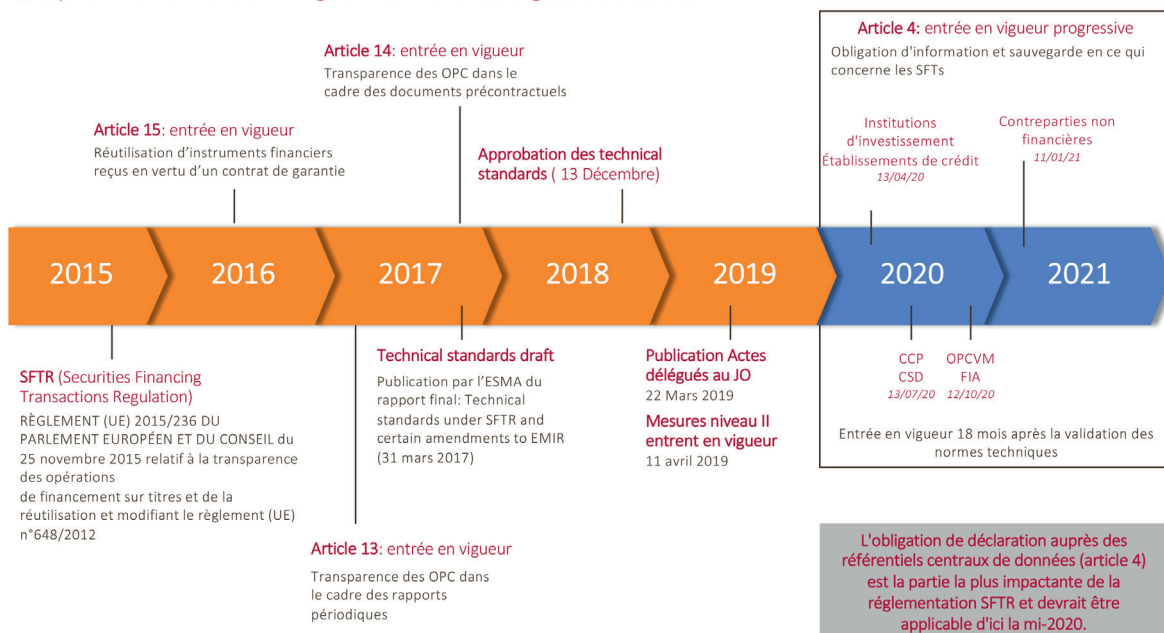 Article 4: entrée en vigueur progressive
Obligation d'information et sauvegarde en ce qui
concerne les SFTs
Article 14: entrée en vigueur
Transparence des OPC dans le
cadre des documents précontractuels
Article 15: entrée en vigueur
Réutilisation d'instruments financiers
reçus en vertu d'un contrat de garantie
Approbation des technical
standards ( 13 Décembre)
Institutions
d'investissement
Établissements de crédit
13/04/20
Contreparties non
financières
11/01/21
2015
2016
2017
2018
2019
2020
2021
SFTR (Securities Financing
Transactions Regulation)
RÈGLEMENT (UE) 2015/236 DU
PARLEMENT EUROPÉEN ET DU CONSEIL du
25 novembre 2015 relatif à la transparence
des opérations
de financement sur titres et de la
réutilisation et modifiant le règlement (UE)
n°648/2012
Technical standards draft
Publication par l'ESMA du
rapport final: Technical
standards under SFTR and
certain amendments to EMIR
(31 mars 2017)
Publication Actes
délégués au JO
22 Mars 2019
Mesures niveau II
entrent en vigueur
11 avril 2019
CCP
CSD
13/07/20
OPCVM
FIA
12/10/20
Entrée en vigueur 18 mois après la validation des
normes techniques
Article 13: entrée en vigueur
Transparence des OPC dans
le cadre des rapports
périodiques
L'obligation de déclaration auprès des
référentiels centraux de données (article 4)
est la partie la plus impactante de la
réglementation SFTR et devrait être
applicable d'ici la mi-2020.